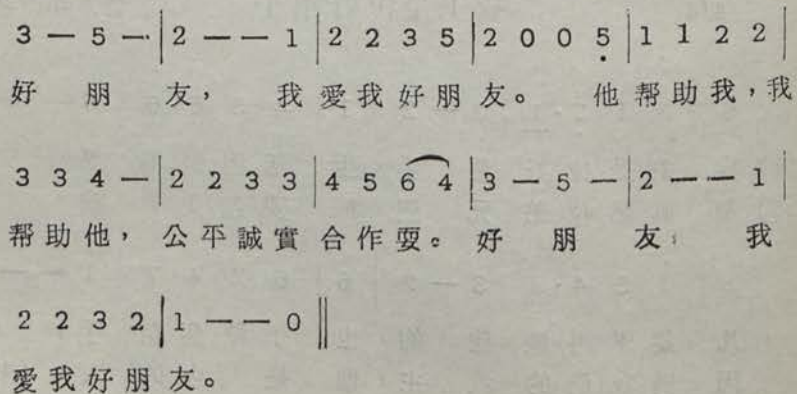 3 — 5 — | 2 — — 1 | 2 2 3 5 | 2 0 0 5̣ | 1 1 2 2 |
好 朋 友， 我 愛 我 好 朋 友。 他 帮 助 我，我
3 3 4 — | 2 2 3 3 | 4 5 6 4 | 3 — 5 — | 2 — — 1 |
帮 助 他， 公 平 誠 實 合 作 耍。 好 朋 友， 我
2 2 3 2 | 1 — — 0 ‖
愛 我 好 朋 友。